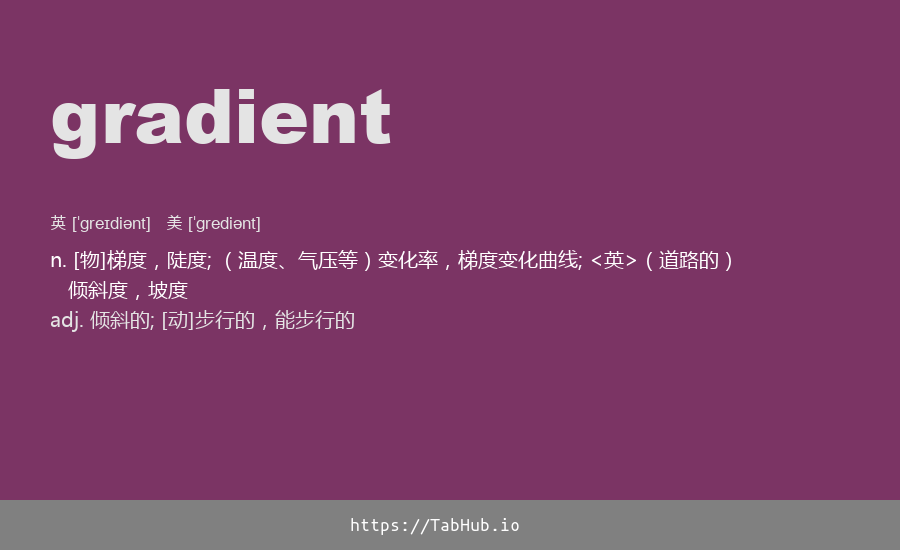 gradient
英 [ˈɡreɪdiənt] 美 [ˈɡrediənt]
n. [物]梯度，陡度; （温度、气压等）变化率，梯度变化曲线; <英>（道路的）
倾斜度，坡度
adj. 倾斜的; [动]步行的，能步行的
https://TabHub.io